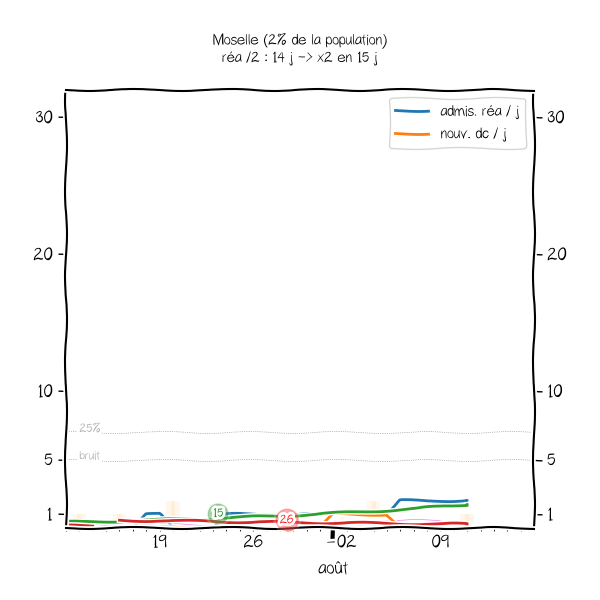 Moselle (2% de la population)
réa /2 : 14 j -> x2 en 15 j
admis. réa / j
nouv. dc / j
30
30
20
20
10
10
25%
5
bruit
5
1
15
26
1
19
26
02
09
août